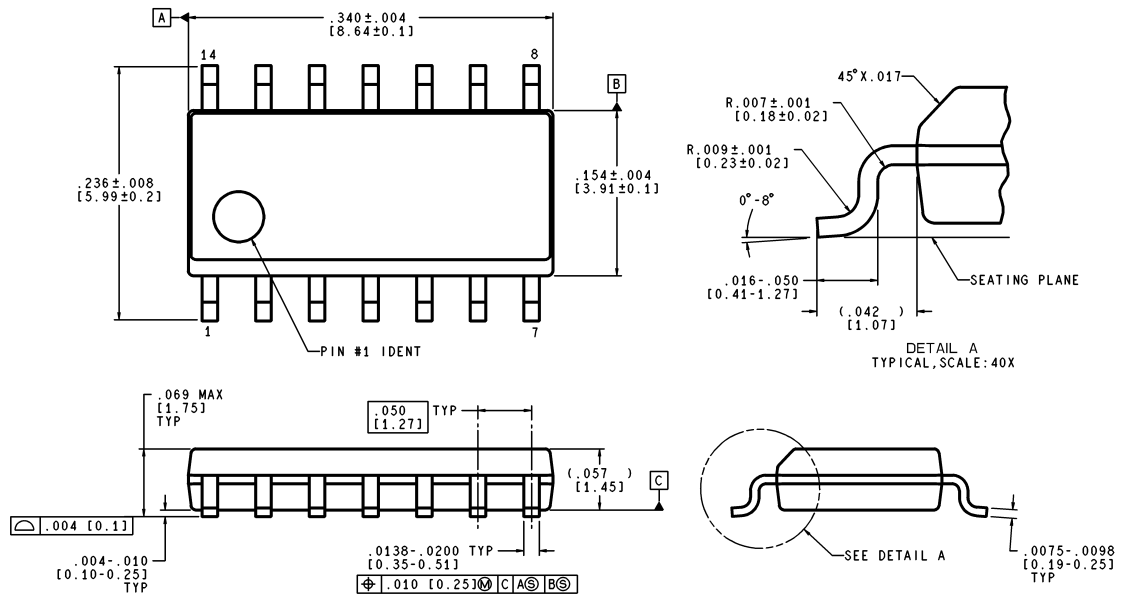 A
.340±.004
[8.64±0.1]
14
8
B
.236±.008
[5.99±0.2]
.154±.004
[3.91±0.1]
1
7
PIN #1 IDENT
45°X.017
R.007±.001
[0.18±0.02]
R.009±.001
[0.23±0.02]
0°-8°
.016-.050
[0.41-1.27]
SEATING PLANE
(.042 )
[1.07]
DETAIL A
TYPICAL,SCALE:40X
.069 MAX
[1.75]
TYP
.050
[1.27]
TYP
(.057 )
[1.45]
C
.004 [0.1]
.004-.010
[0.10-0.25]
TYP
.0138-.0200 TYP
[0.35-0.51]
⌖ .010 [0.25]Ⓜ C AⓈ BⓈ
SEE DETAIL A
.0075-.0098
[0.19-0.25]
TYP